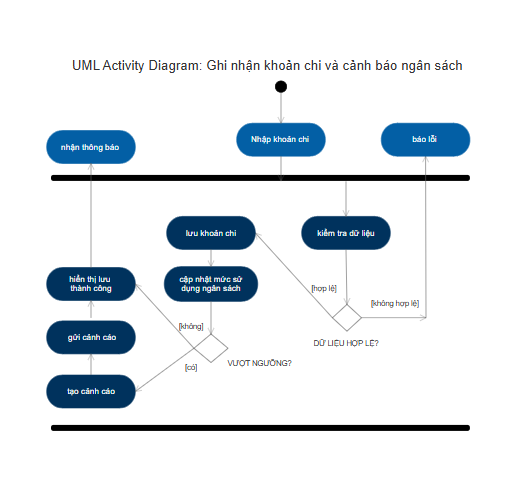 UML Activity Diagram: Ghi nhận khoản chi và cảnh báo ngân sách
nhận thông báo
Nhập khoản chi
báo lỗi
lưu khoản chi
kiểm tra dữ liệu
hiển thị lưu
thành công
cập nhật mức sử
dụng ngân sách
[hợp lệ]
[không hợp lệ]
[không]
gửi cảnh cáo
DỮ LIỆU HỢP LỆ?
VƯỢT NGƯỠNG?
[có]
tạo cảnh cáo